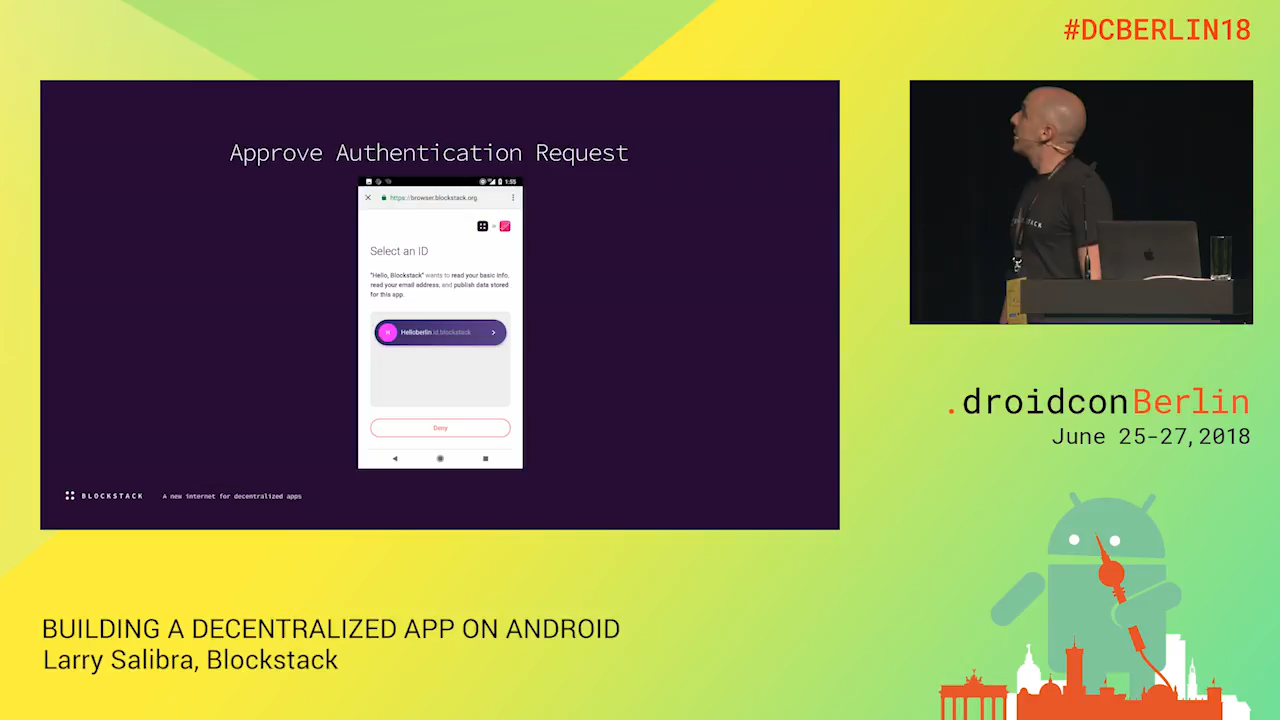 #DCBERLIN18
Approve Authentication Request
1:55
https://browser.blockstack.org
Select an ID
"Hello, Blockstack" wants to read your basic info,
read your email address, and publish data stored
for this app.
H
Helloberlin.id.blockstack
Deny
BLOCKSTACK
A new internet for decentralized apps
.droidconBerlin
June 25-27,2018
BUILDING A DECENTRALIZED APP ON ANDROID
Larry Salibra, Blockstack